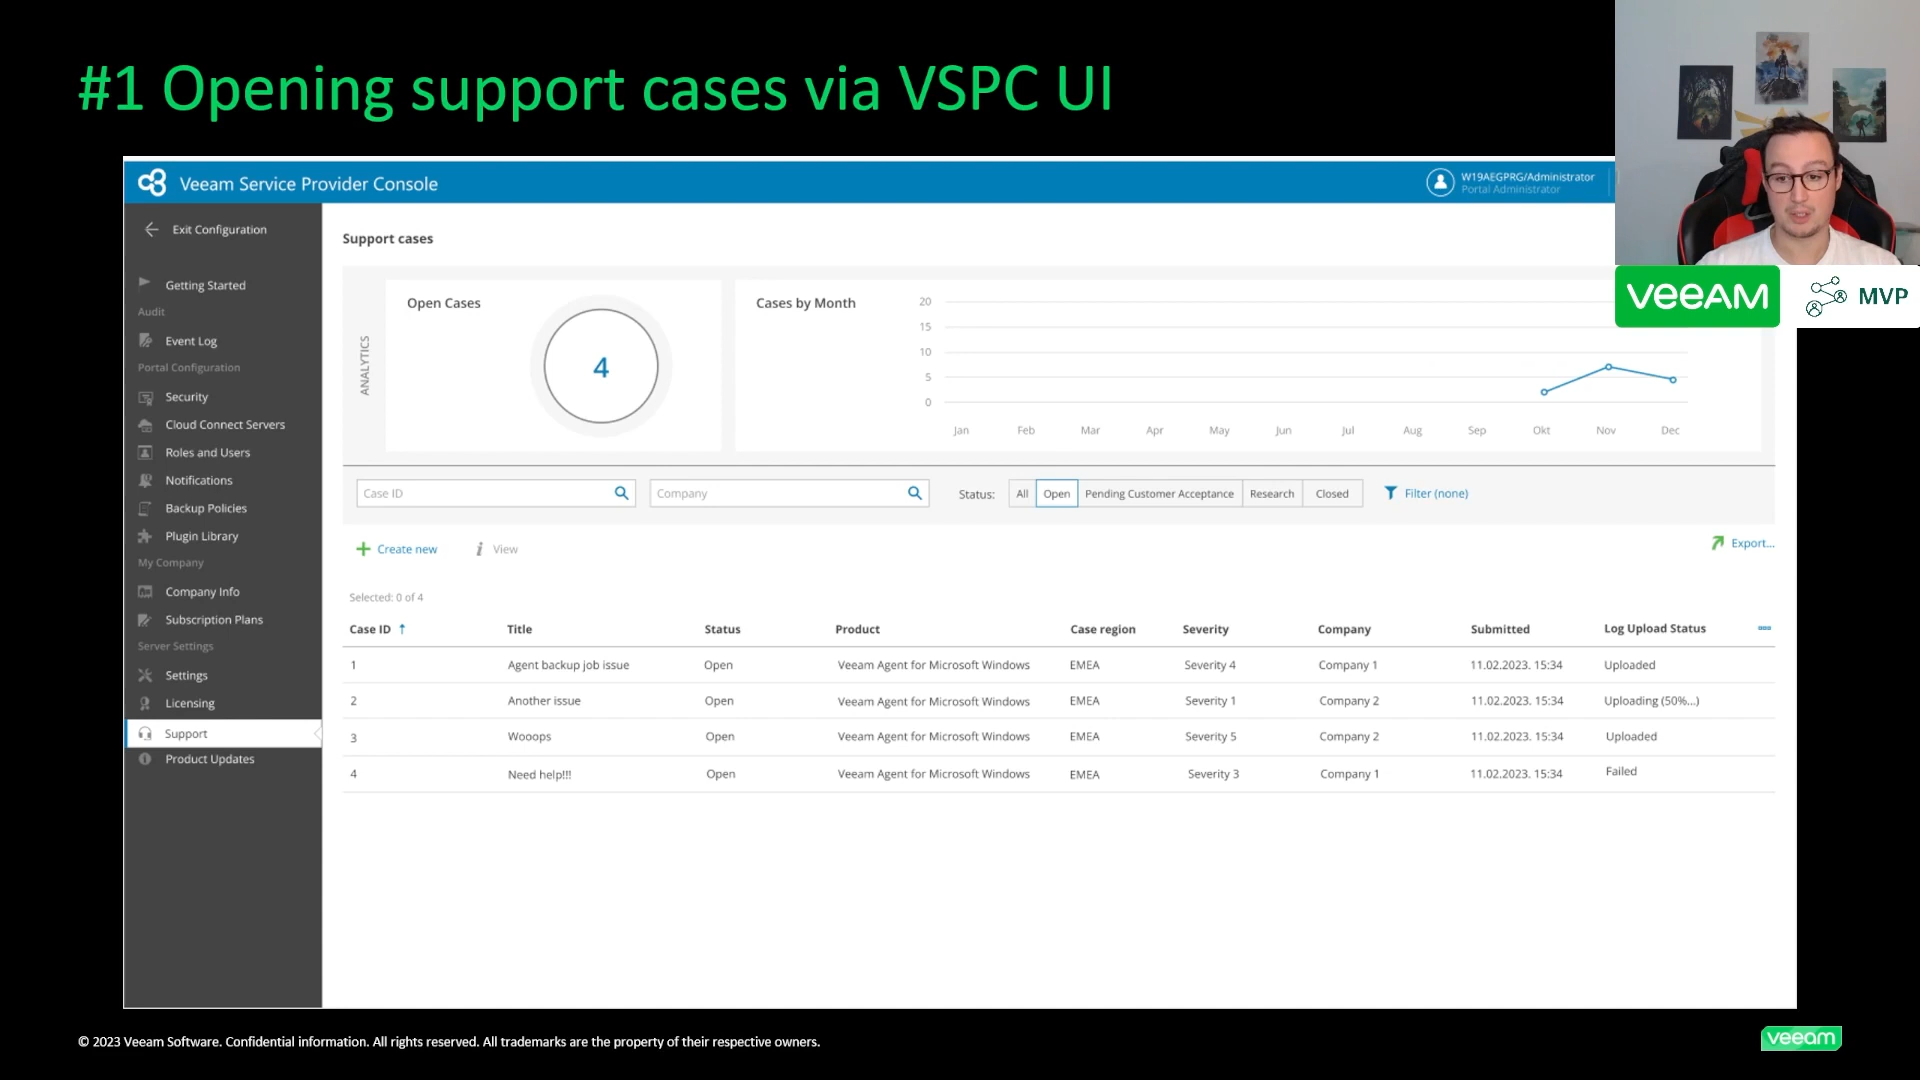 #1 Opening support cases via VSPC UI
Veeam Service Provider Console
W19AEGPRG/Administrator
Portal Administrator
VeeAM
MVP
Exit Configuration
Getting Started
Audit
Event Log
Portal Configuration
Security
Cloud Connect Servers
Roles and Users
Notifications
Backup Policies
Plugin Library
My Company
Company Info
Subscription Plans
Server Settings
Settings
Licensing
Support
Product Updates
Support cases
ANALYTICS
Open Cases
4
Cases by Month
20
15
10
5
0
Jan Feb Mar Apr May Jun Jul Aug Sep Okt Nov Dec
Case ID
Company
Status: All Open Pending Customer Acceptance Research Closed Filter (none)
Create new View
Export...
Selected: 0 of 4
Case ID Title Status Product Case region Severity Company Submitted Log Upload Status
1 Agent backup job issue Open Veeam Agent for Microsoft Windows EMEA Severity 4 Company 1 11.02.2023. 15:34 Uploaded
2 Another issue Open Veeam Agent for Microsoft Windows EMEA Severity 1 Company 2 11.02.2023. 15:34 Uploading (50%...)
3 Wooops Open Veeam Agent for Microsoft Windows EMEA Severity 5 Company 2 11.02.2023. 15:34 Uploaded
4 Need help!!! Open Veeam Agent for Microsoft Windows EMEA Severity 3 Company 1 11.02.2023. 15:34 Failed
© 2023 Veeam Software. Confidential information. All rights reserved. All trademarks are the property of their respective owners.
veeam